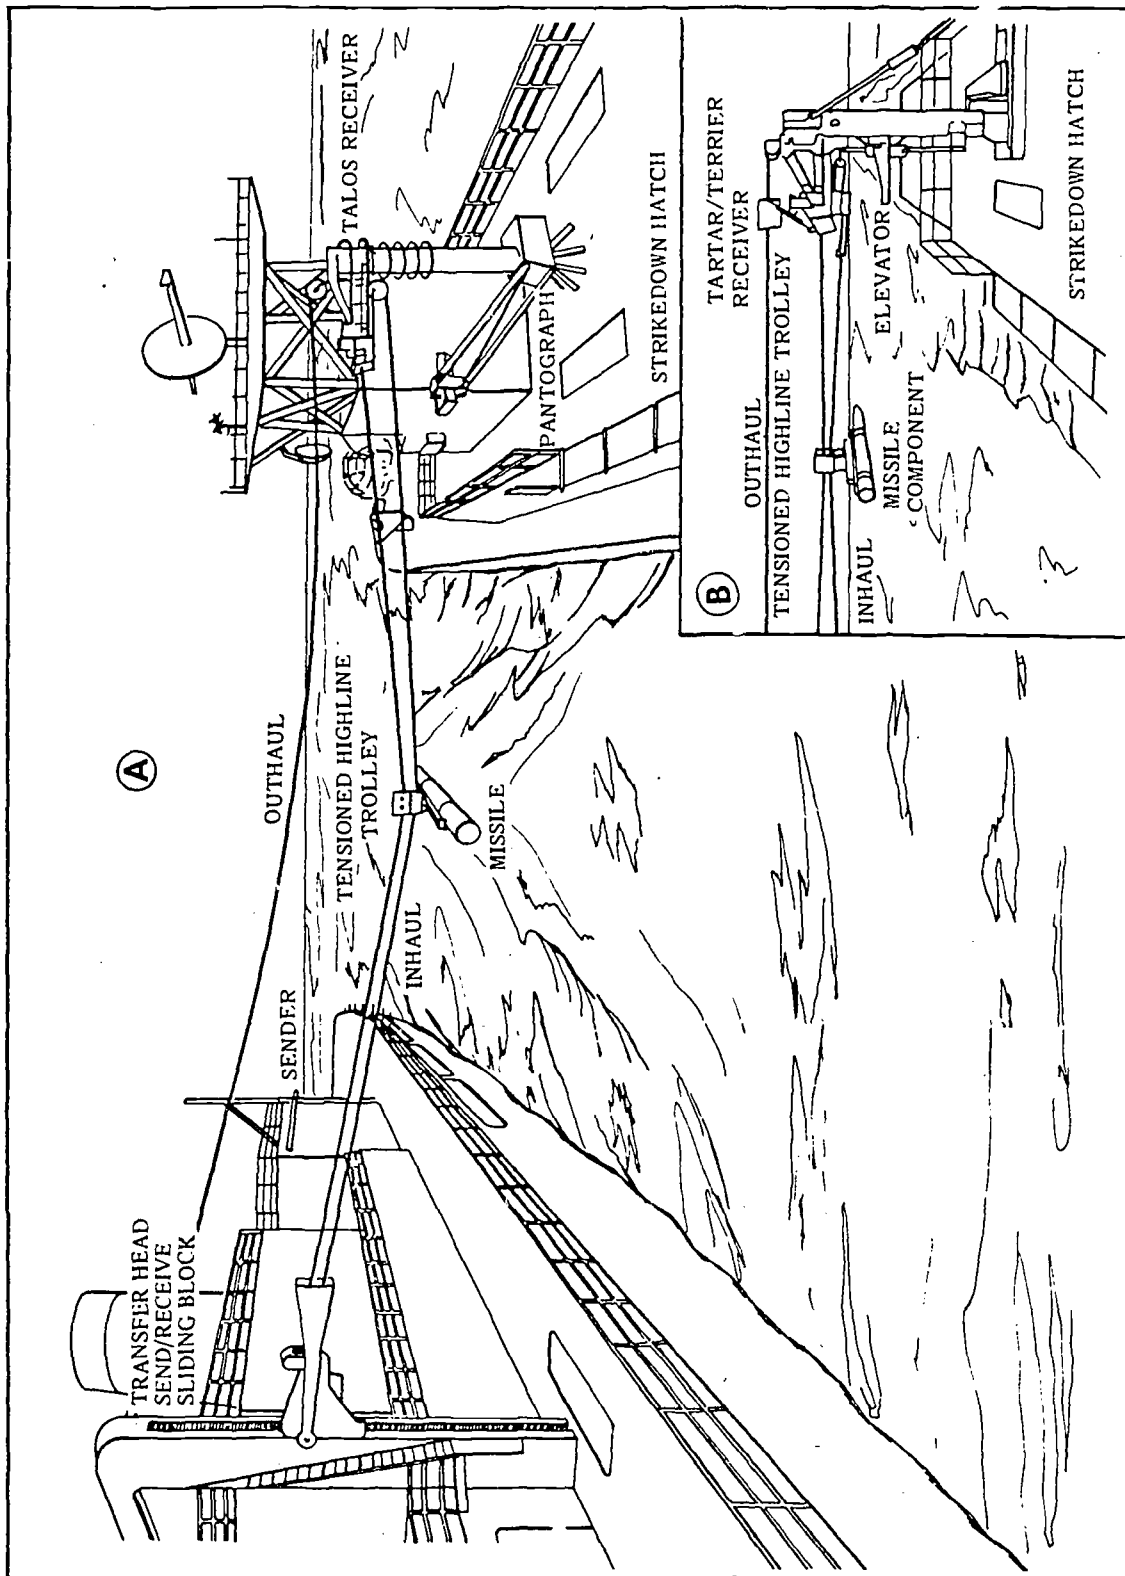 A
TRANSFER HEAD
SEND/RECEIVE
SLIDING BLOCK
SENDER
OUTHAUL
TENSIONED HIGHLINE
TROLLEY
INHAUL
MISSILE
TALOS RECEIVER
PANTOGRAPH
STRIKEDOWN HATCH
B
TARTAR/TERRIER
RECEIVER
OUTHAUL
TENSIONED HIGHLINE TROLLEY
INHAUL
MISSILE
COMPONENT
ELEVATOR
STRIKEDOWN HATCH